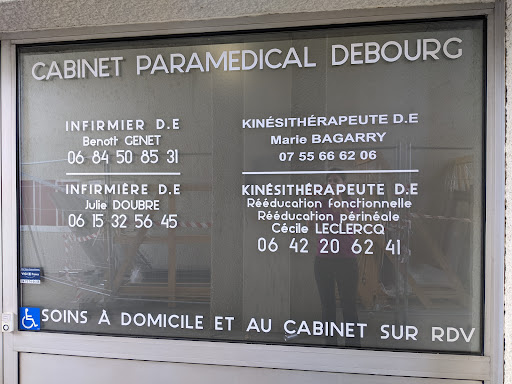 CABINET PARAMEDICAL DEBOURG
INFIRMIER D.E
Benoît GENET
06 84 50 85 31
INFIRMIÈRE D.E
Julie DOUBRE
06 15 32 56 45
KINÉSITHÉRAPEUTE D.E
Marie BAGARRY
07 55 66 62 06
KINÉSITHÉRAPEUTE D.E
Rééducation fonctionnelle
Rééducation périnéale
Cécile LECLERCQ
06 42 20 62 41
SOINS À DOMICILE ET AU CABINET SUR RDV